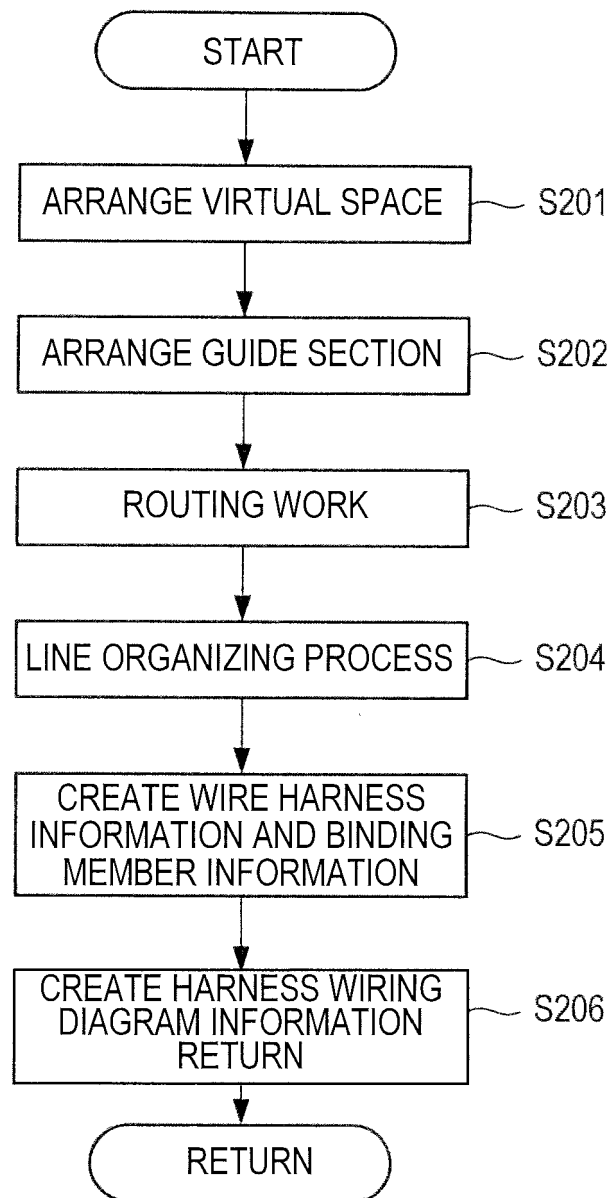 START
ARRANGE VIRTUAL SPACE
S201
ARRANGE GUIDE SECTION
S202
ROUTING WORK
S203
LINE ORGANIZING PROCESS
S204
CREATE WIRE HARNESS
INFORMATION AND BINDING
MEMBER INFORMATION
S205
CREATE HARNESS WIRING
DIAGRAM INFORMATION
RETURN
S206
RETURN